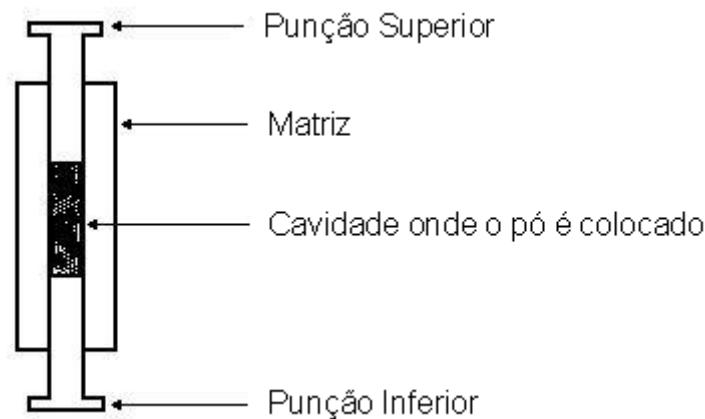 Punção Superior
Matriz
Cavidade onde o pó é colocado
Punção Inferior